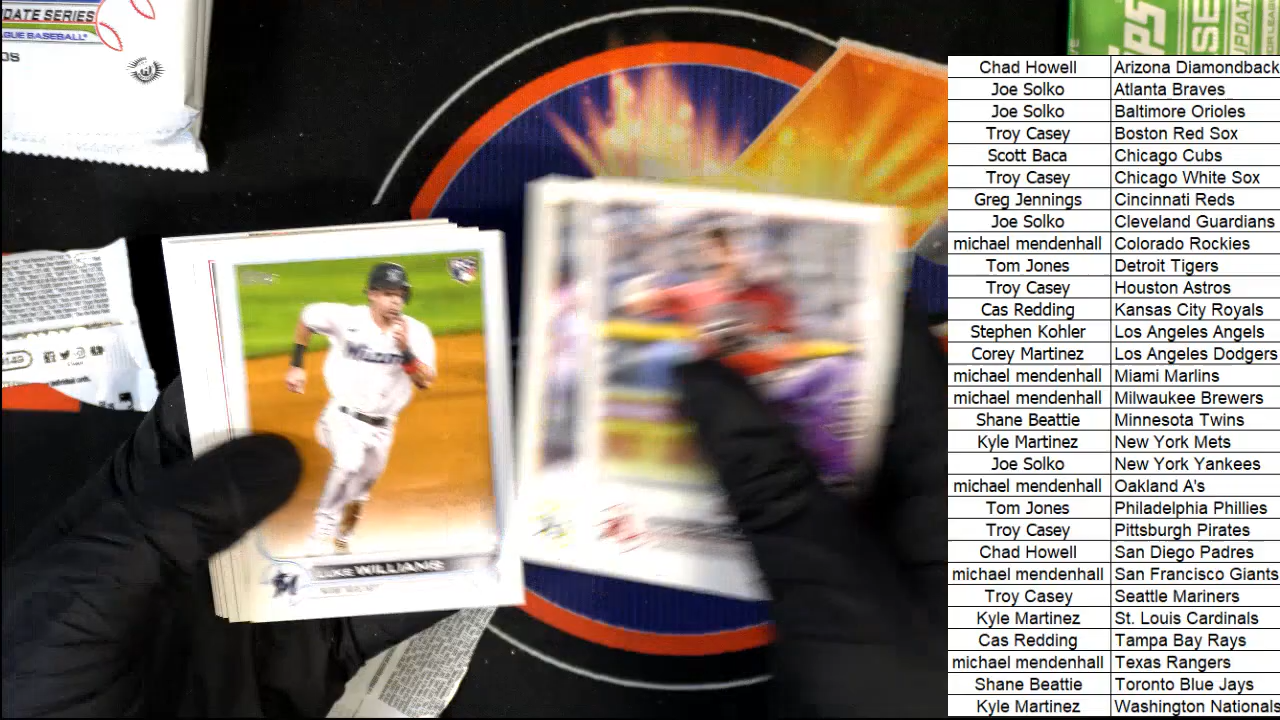 DATE SERIES
GUE BASEBALL
WILLIAMS
Chad Howell Arizona Diamondback
Joe Solko Atlanta Braves
Joe Solko Baltimore Orioles
Troy Casey Boston Red Sox
Scott Baca Chicago Cubs
Troy Casey Chicago White Sox
Greg Jennings Cincinnati Reds
Joe Solko Cleveland Guardians
michael mendenhall Colorado Rockies
Tom Jones Detroit Tigers
Troy Casey Houston Astros
Cas Redding Kansas City Royals
Stephen Kohler Los Angeles Angels
Corey Martinez Los Angeles Dodgers
michael mendenhall Miami Marlins
michael mendenhall Milwaukee Brewers
Shane Beattie Minnesota Twins
Kyle Martinez New York Mets
Joe Solko New York Yankees
michael mendenhall Oakland A's
Tom Jones Philadelphia Phillies
Troy Casey Pittsburgh Pirates
Chad Howell San Diego Padres
michael mendenhall San Francisco Giants
Troy Casey Seattle Mariners
Kyle Martinez St. Louis Cardinals
Cas Redding Tampa Bay Rays
michael mendenhall Texas Rangers
Shane Beattie Toronto Blue Jays
Kyle Martinez Washington Nationals